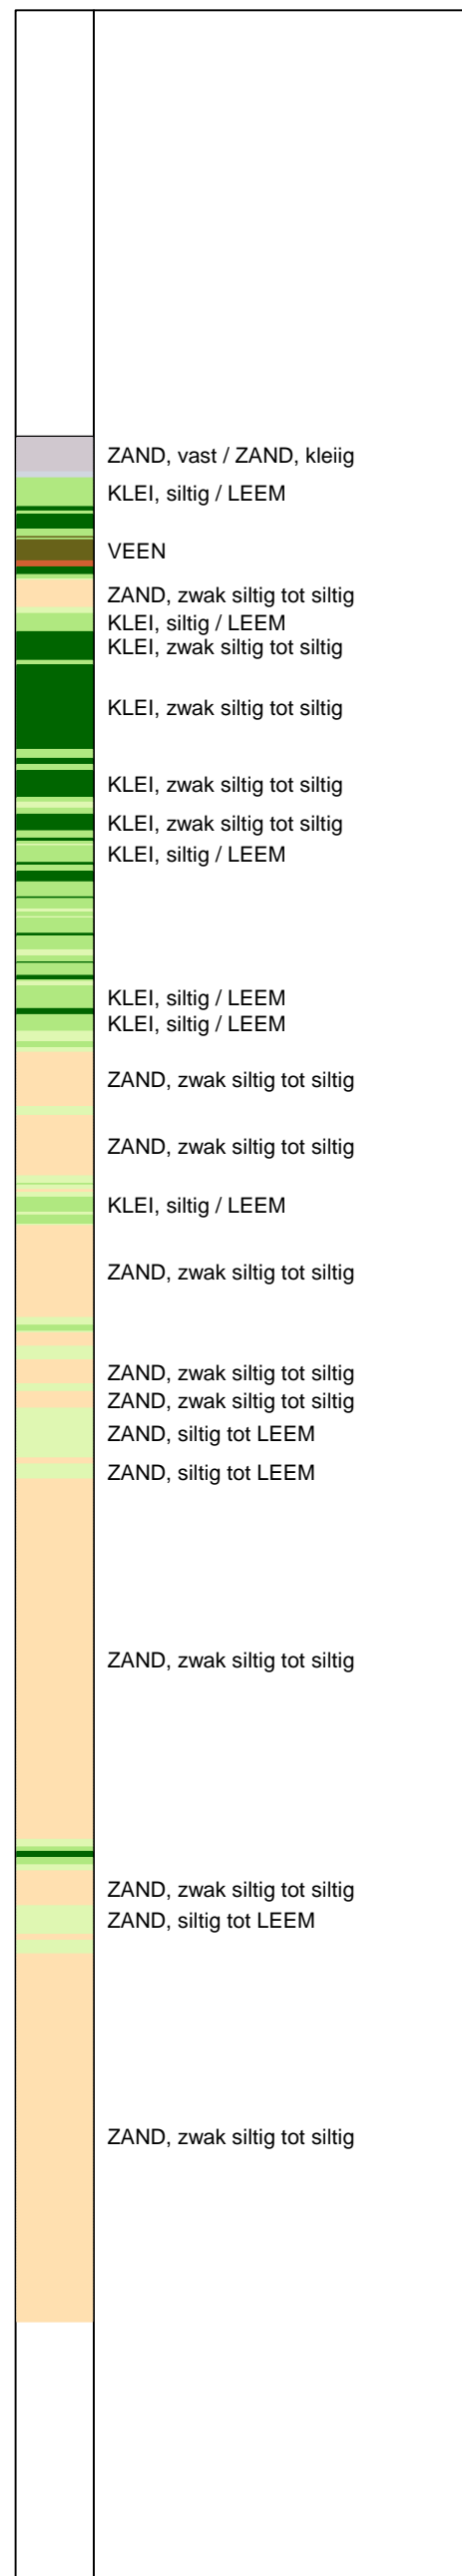 ZAND, vast / ZAND, kleiig
KLEI, siltig / LEEM
VEEN
ZAND, zwak siltig tot siltig
KLEI, siltig / LEEM
KLEI, zwak siltig tot siltig
KLEI, zwak siltig tot siltig
KLEI, zwak siltig tot siltig
KLEI, zwak siltig tot siltig
KLEI, siltig / LEEM
KLEI, siltig / LEEM
KLEI, siltig / LEEM
ZAND, zwak siltig tot siltig
ZAND, zwak siltig tot siltig
KLEI, siltig / LEEM
ZAND, zwak siltig tot siltig
ZAND, zwak siltig tot siltig
ZAND, zwak siltig tot siltig
ZAND, siltig tot LEEM
ZAND, siltig tot LEEM
ZAND, zwak siltig tot siltig
ZAND, zwak siltig tot siltig
ZAND, siltig tot LEEM
ZAND, zwak siltig tot siltig